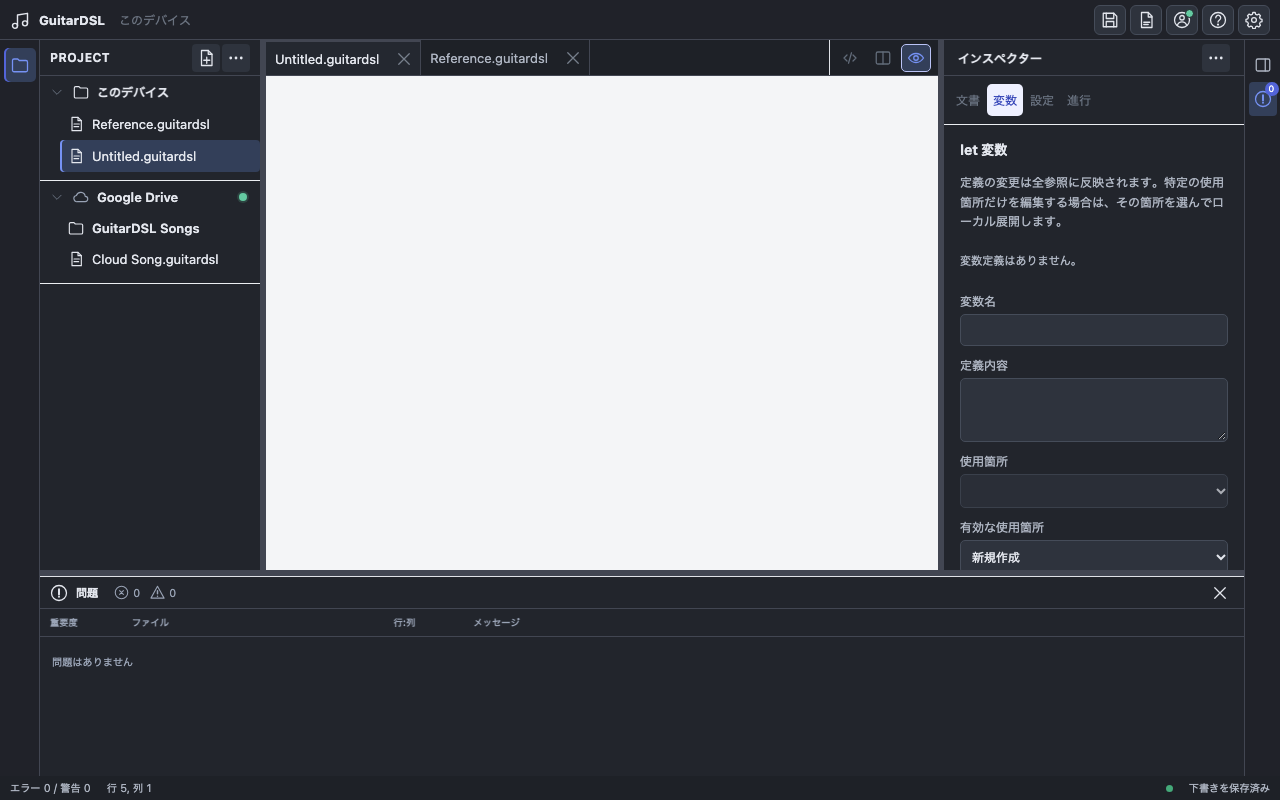 GuitarDSL このデバイス
PROJECT
Untitled.guitardsl
Reference.guitardsl
このデバイス
Reference.guitardsl
Untitled.guitardsl
Google Drive
GuitarDSL Songs
Cloud Song.guitardsl
インスペクター
文書 変数 設定 進行
let 変数
定義の変更は全参照に反映されます。特定の使用
箇所だけを編集する場合は、その箇所を選んでロ
ーカル展開します。
変数定義はありません。
変数名
定義内容
使用箇所
有効な使用箇所
新規作成
0
問題 0 0
重要度 ファイル 行:列 メッセージ
問題はありません
エラー 0 / 警告 0 行 5, 列 1
下書きを保存済み